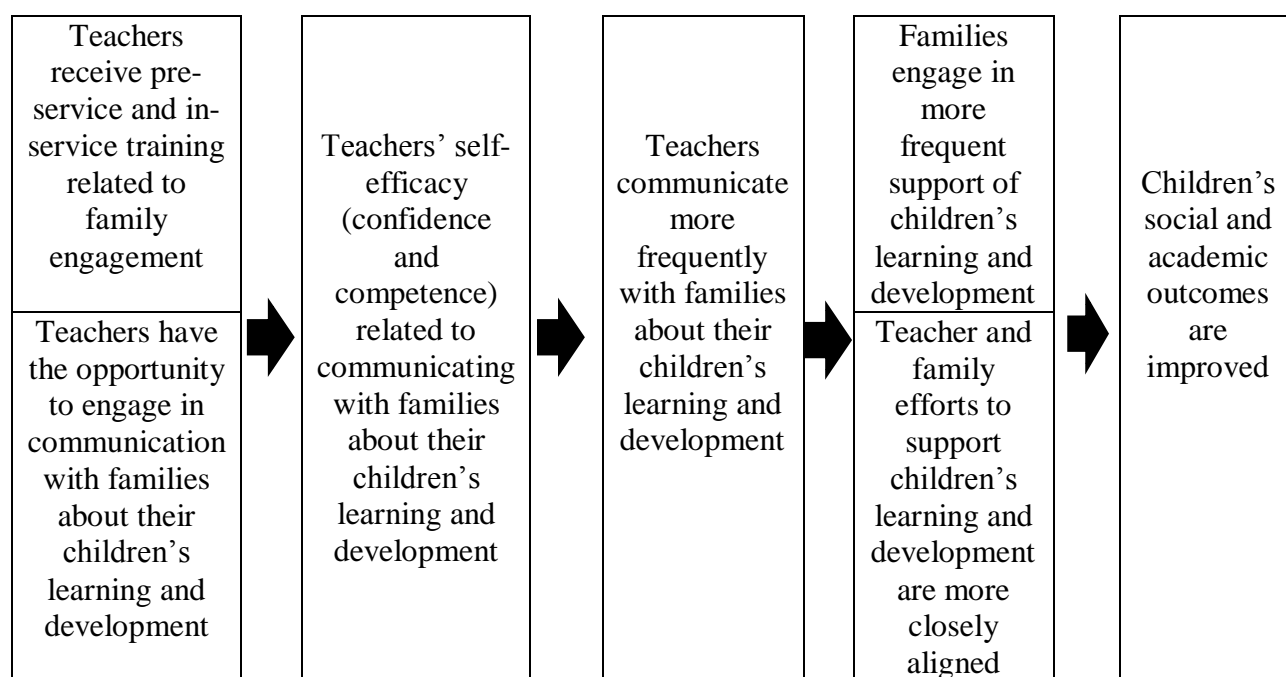 Teachers
receive pre-
service and in-
service training
related to
family
engagement
Teachers have
the opportunity
to engage in
communication
with families
about their
children’s
learning and
development
Teachers’ self-
efficacy
(confidence
and
competence)
related to
communicating
with families
about their
children’s
learning and
development
Teachers
communicate
more
frequently
with families
about their
children’s
learning and
development
Families
engage in
more
frequent
support of
children’s
learning and
development
Teacher and
family
efforts to
support
children’s
learning and
development
are more
closely
aligned
Children’s
social and
academic
outcomes
are
improved